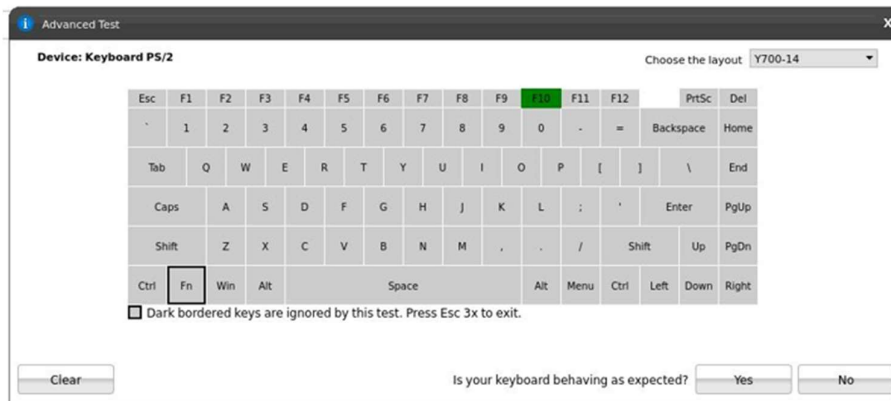 Advanced Test X
Device: Keyboard PS/2
Choose the layout Y700-14
Esc F1 F2 F3 F4 F5 F6 F7 F8 F9 F10 F11 F12 PrtSc Del
` 1 2 3 4 5 6 7 8 9 0 - = Backspace Home
Tab Q W E R T Y U I O P [ ] \ End
Caps A S D F G H J K L ; ' Enter PgUp
Shift Z X C V B N M , . / Shift Up PgDn
Ctrl Fn Win Alt Space Alt Menu Ctrl Left Down Right
Dark bordered keys are ignored by this test. Press Esc 3x to exit.
Clear Is your keyboard behaving as expected? Yes No